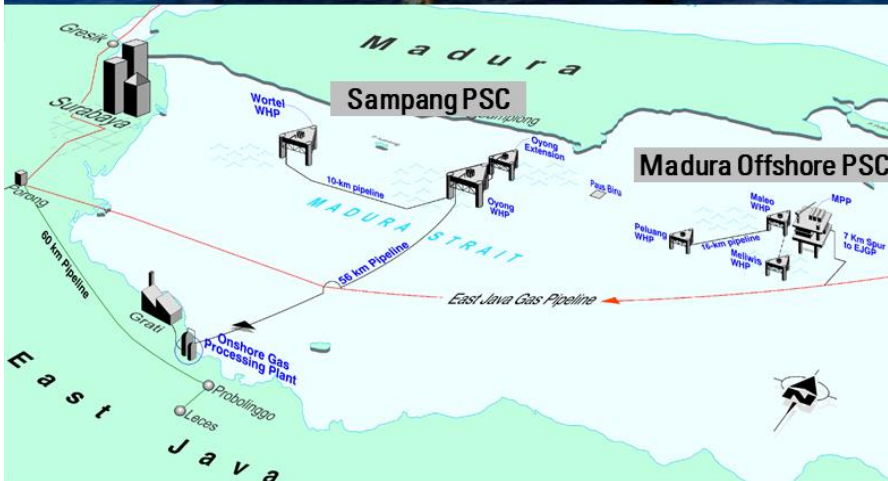 Gresik
Madura
Surabaya
Wortel
WHP
Sampang PSC
Oyong
Extension
Oyong
WHP
10-km pipeline
MADURA STRAIT
Paus Biru
Madura Offshore PSC
Maleo
WHP
MPP
Peluang
WHP
16-km pipeline
Meliwis
WHP
7 Km Spur
to EJGP
Porong
60 km Pipeline
56 km Pipeline
East Java Gas Pipeline
Grati
Onshore Gas
Processing Plant
Probolinggo
Leces
East Java